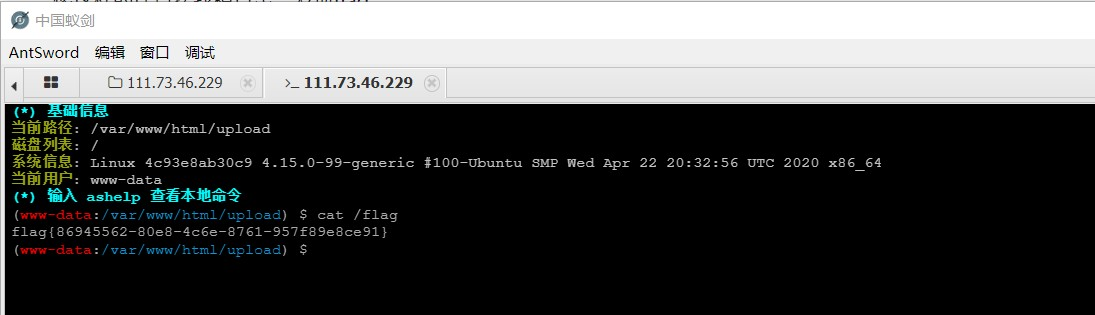 中国蚁剑
AntSword 编辑 窗口 调试
111.73.46.229 >_ 111.73.46.229
(*) 基础信息
当前路径: /var/www/html/upload
磁盘列表: /
系统信息: Linux 4c93e8ab30c9 4.15.0-99-generic #100-Ubuntu SMP Wed Apr 22 20:32:56 UTC 2020 x86_64
当前用户: www-data
(*) 输入 ashelp 查看本地命令
(www-data:/var/www/html/upload) $ cat /flag
flag{86945562-80e8-4c6e-8761-957f89e8ce91}
(www-data:/var/www/html/upload) $